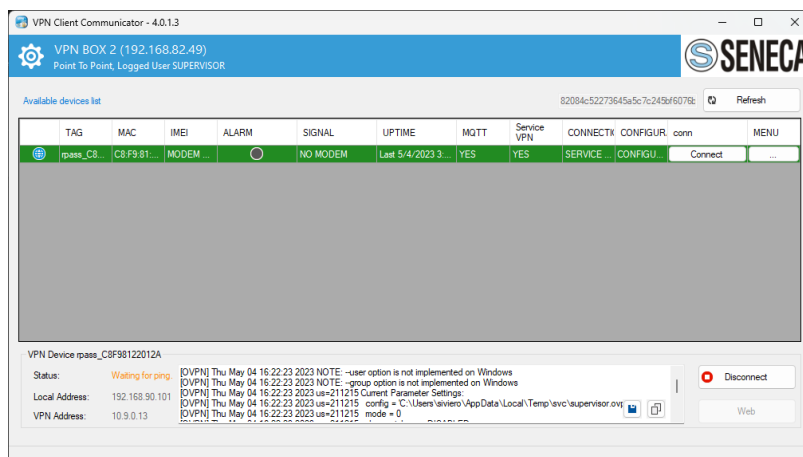 VPN Client Communicator - 4.0.1.3
VPN BOX 2 (192.168.82.49)
Point To Point, Logged User SUPERVISOR
SENECA
Available devices list
82084c52273645a5c7c245bf6076b
Refresh
TAG MAC IMEI ALARM SIGNAL UPTIME MQTT Service VPN CONNECTIO CONFIGUR. conn MENU
rpass_C8... C8:F9:81:... MODEM ... NO MODEM Last 5/4/2023 3:... YES YES SERVICE ... CONFIGU... Connect ...
VPN Device rpass_C8F98122012A
Status: Waiting for ping.
Local Address: 192.168.90.101
VPN Address: 10.9.0.13
[OVPN] Thu May 04 16:22:23 2023 NOTE: --user option is not implemented on Windows
[OVPN] Thu May 04 16:22:23 2023 NOTE: --group option is not implemented on Windows
[OVPN] Thu May 04 16:22:23 2023 us=211215 Current Parameter Settings:
[OVPN] Thu May 04 16:22:23 2023 us=211215 config = 'C:\Users\siviero\AppData\Local\Temp\svc\supervisor.ovp
[OVPN] Thu May 04 16:22:23 2023 us=211215 mode = 0
Disconnect
Web